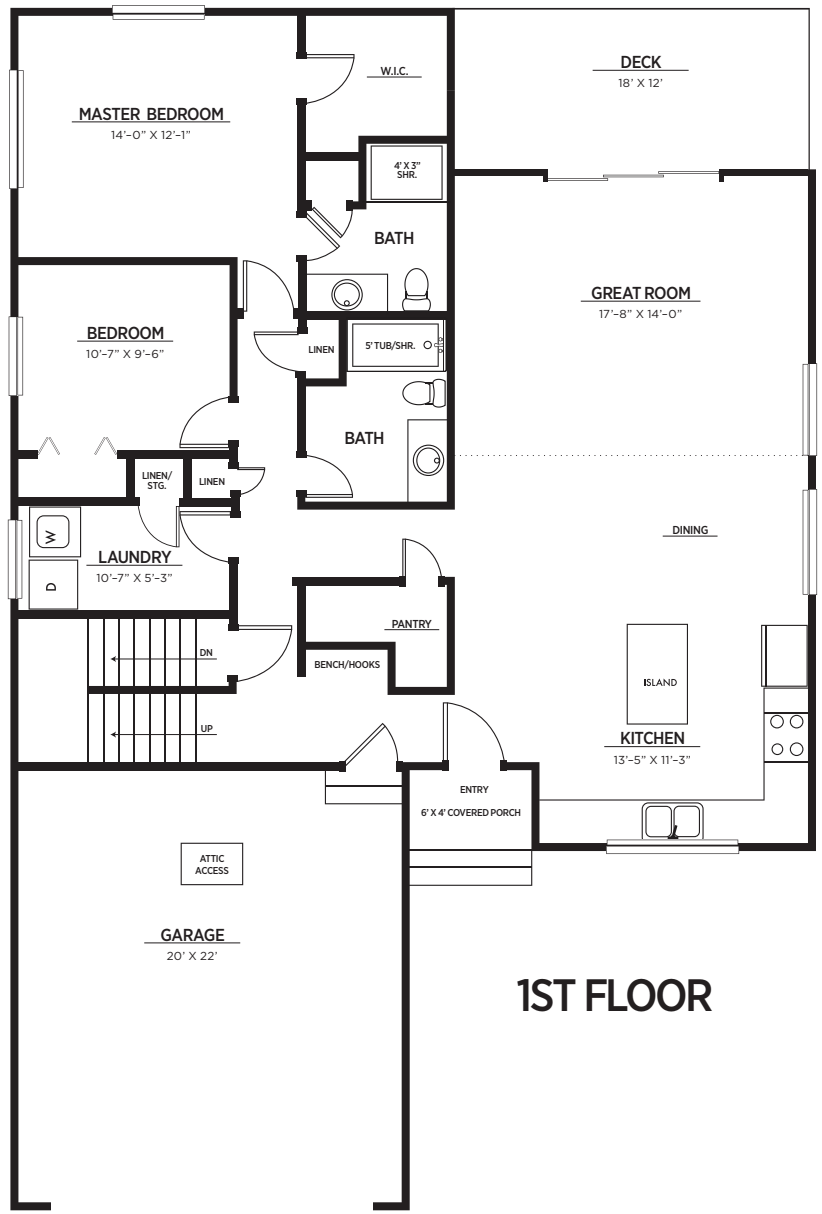 W.I.C.
DECK
18' X 12'
MASTER BEDROOM
14'-0" X 12'-1"
4' X 3"
SHR.
BATH
GREAT ROOM
17'-8" X 14'-0"
BEDROOM
10'-7" X 9'-6"
LINEN
5' TUB/SHR.
BATH
LINEN/
STG.
LINEN
W
LAUNDRY
10'-7" X 5'-3"
D
DINING
PANTRY
DN
BENCH/HOOKS
ISLAND
UP
KITCHEN
13'-5" X 11'-3"
ENTRY
6' X 4' COVERED PORCH
ATTIC
ACCESS
GARAGE
20' X 22'
1ST FLOOR